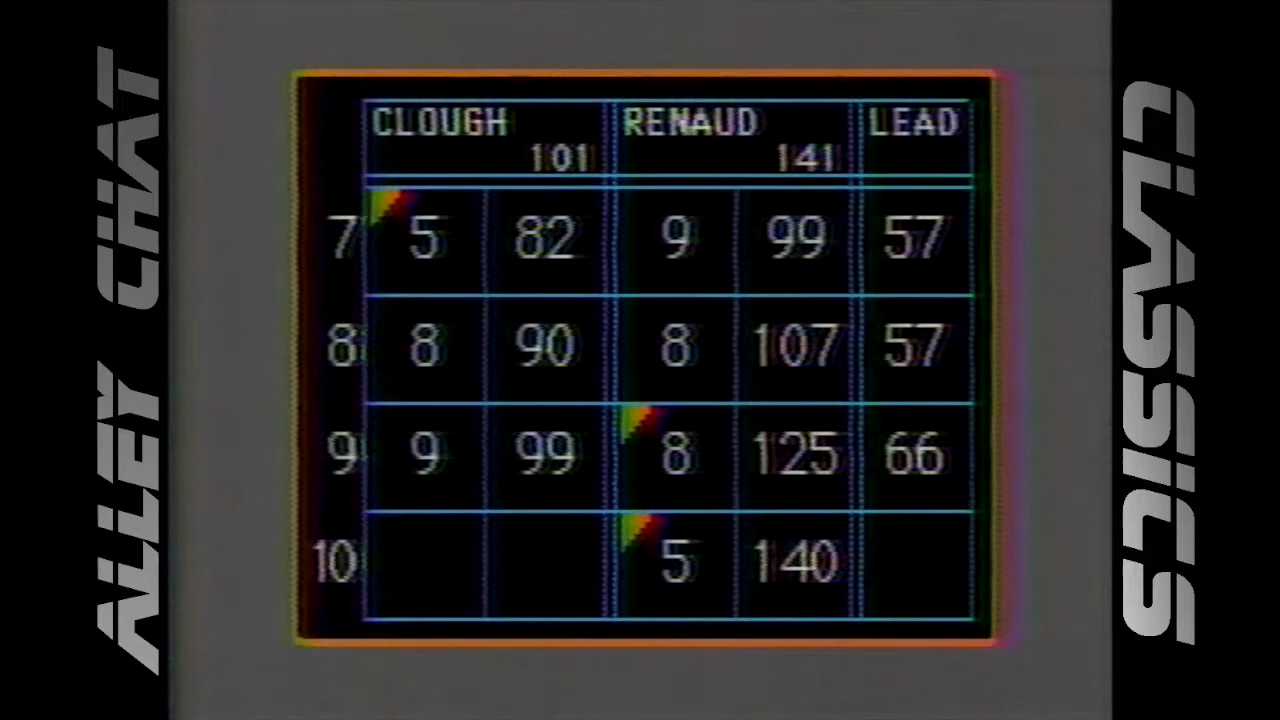 ALLEY CHAT
CLOUGH RENAUD LEAD
101 141
7 5 82 9 99 57
8 8 90 8 107 57
9 9 99 8 125 66
10 5 140
CLASSICS